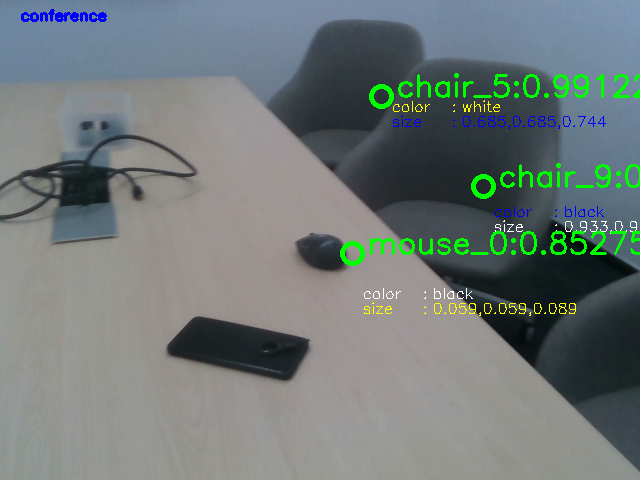 conference
chair_5:0.99122
color : white
size : 0.685,0.685,0.744
chair_9:0
color : black
size : 0.933,0.9
mouse_0:0.85275
color : black
size : 0.059,0.059,0.089